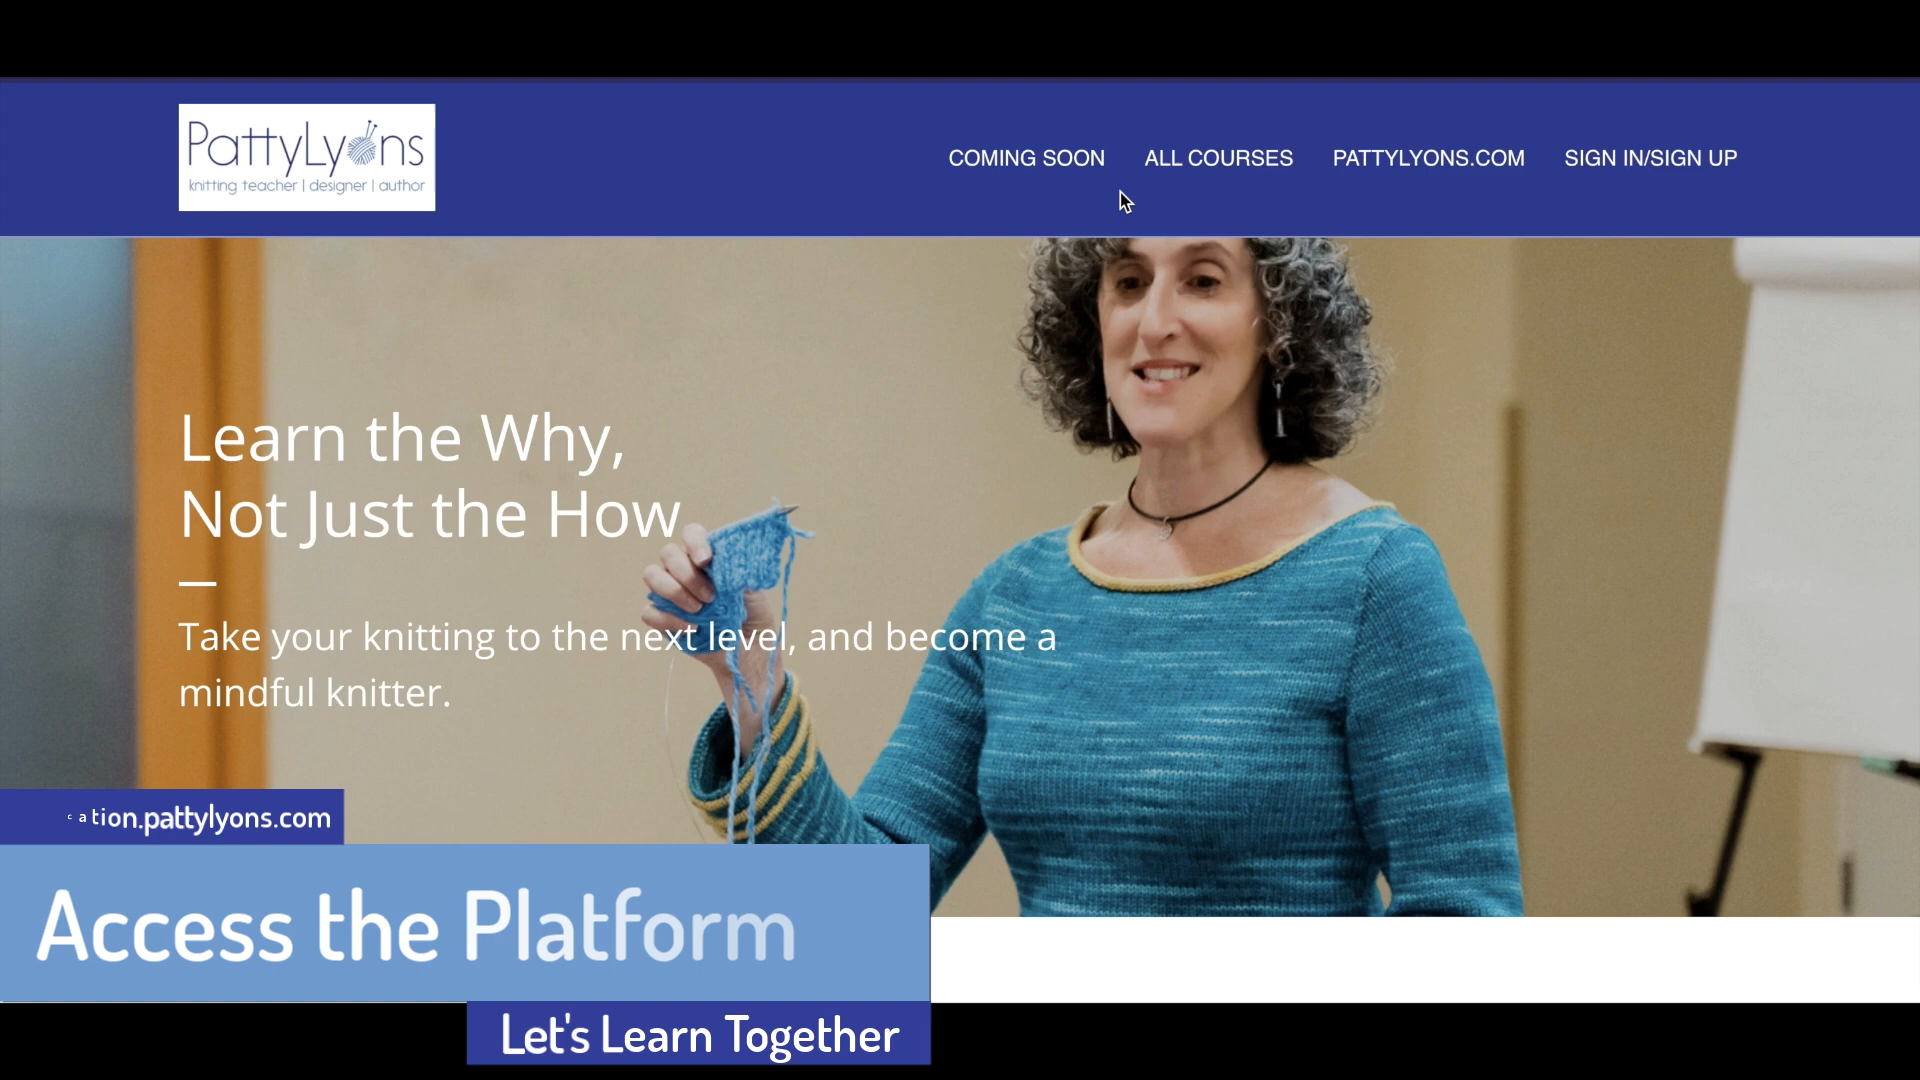 PattyLyons
knitting teacher | designer | author
COMING SOON ALL COURSES PATTYLYONS.COM SIGN IN/SIGN UP
Learn the Why,
Not Just the How
Take your knitting to the next level, and become a
mindful knitter.
cation.pattylyons.com
Access the Platform
Let's Learn Together